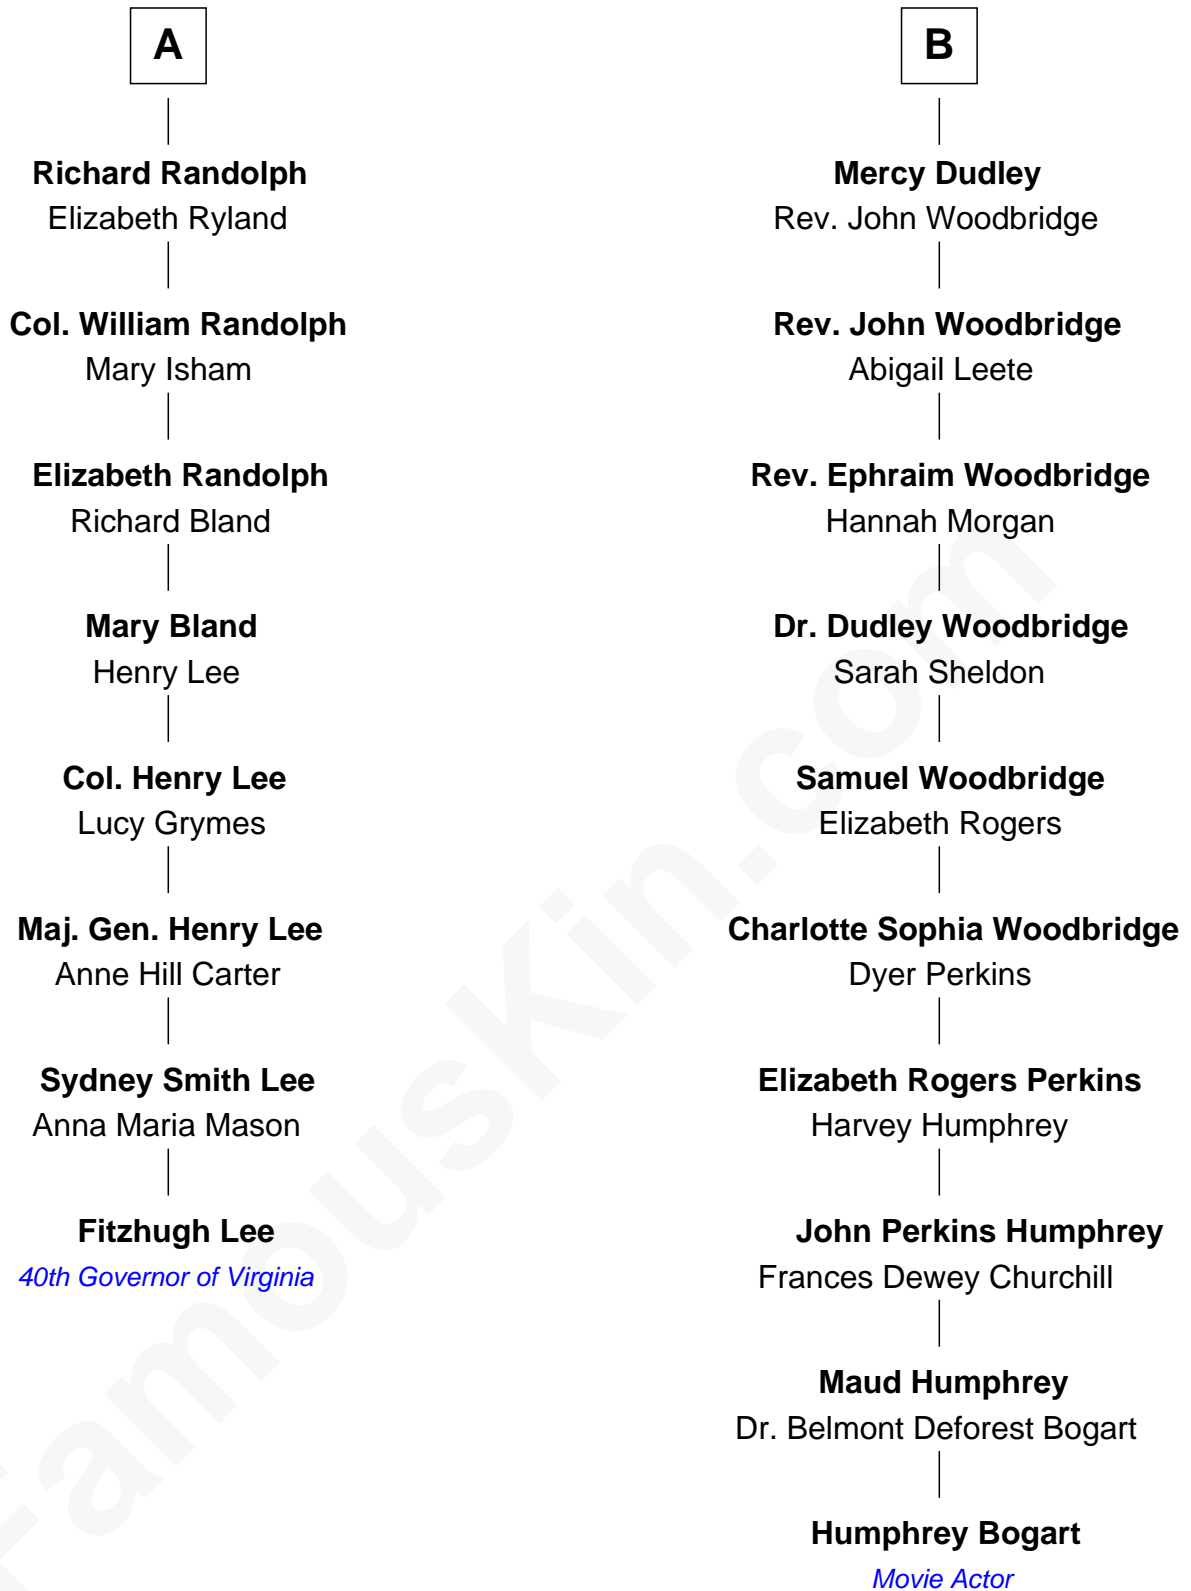 A
Richard Randolph
Elizabeth Ryland
Col. William Randolph
Mary Isham
Elizabeth Randolph
Richard Bland
Mary Bland
Henry Lee
Col. Henry Lee
Lucy Grymes
Maj. Gen. Henry Lee
Anne Hill Carter
Sydney Smith Lee
Anna Maria Mason
Fitzhugh Lee
40th Governor of Virginia
B
Mercy Dudley
Rev. John Woodbridge
Rev. John Woodbridge
Abigail Leete
Rev. Ephraim Woodbridge
Hannah Morgan
Dr. Dudley Woodbridge
Sarah Sheldon
Samuel Woodbridge
Elizabeth Rogers
Charlotte Sophia Woodbridge
Dyer Perkins
Elizabeth Rogers Perkins
Harvey Humphrey
John Perkins Humphrey
Frances Dewey Churchill
Maud Humphrey
Dr. Belmont Deforest Bogart
Humphrey Bogart
Movie Actor
FamousKin.com